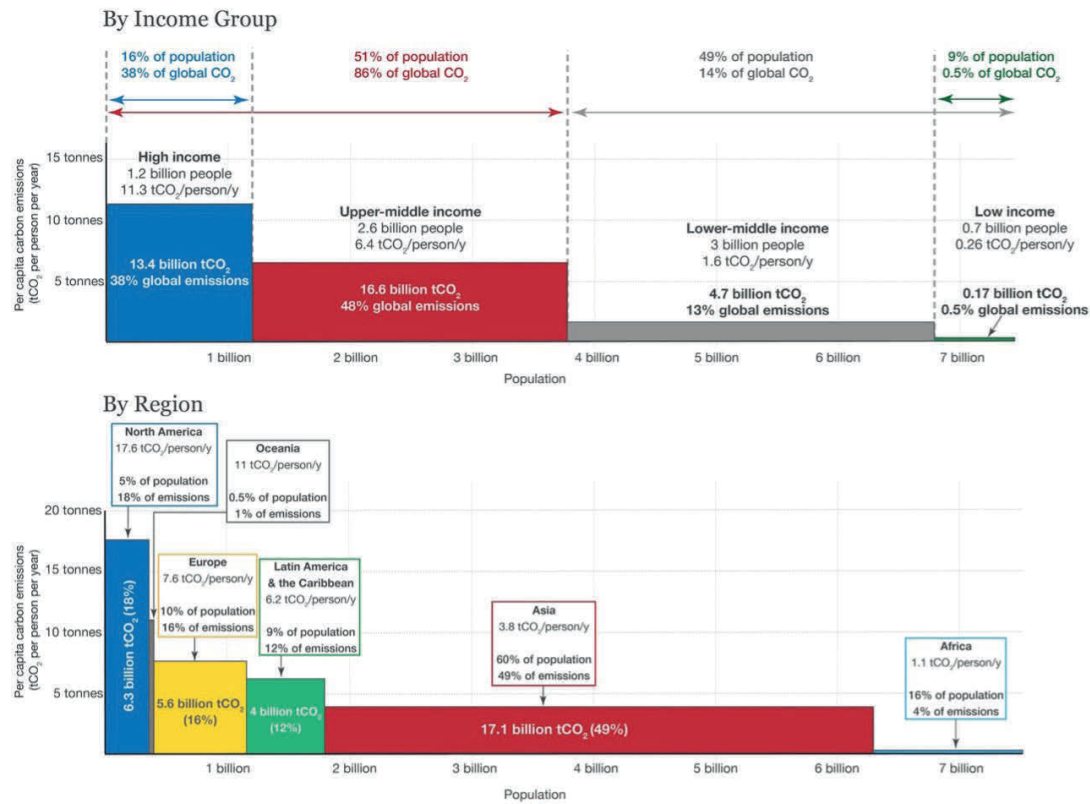 By Income Group
16% of population
38% of global CO₂
51% of population
86% of global CO₂
49% of population
14% of global CO₂
9% of population
0.5% of global CO₂
Per capita carbon emissions
(tCO₂ per person per year)
15 tonnes
10 tonnes
5 tonnes
High income
1.2 billion people
11.3 tCO₂/person/y
13.4 billion tCO₂
38% global emissions
Upper-middle income
2.6 billion people
6.4 tCO₂/person/y
16.6 billion tCO₂
48% global emissions
Lower-middle income
3 billion people
1.6 tCO₂/person/y
4.7 billion tCO₂
13% global emissions
Low income
0.7 billion people
0.26 tCO₂/person/y
0.17 billion tCO₂
0.5% global emissions
1 billion
2 billion
3 billion
4 billion
5 billion
6 billion
7 billion
Population
By Region
Per capita carbon emissions
(tCO₂ per person per year)
20 tonnes
15 tonnes
10 tonnes
5 tonnes
North America
17.6 tCO₂/person/y
5% of population
18% of emissions
6.3 billion tCO₂ (18%)
Oceania
11 tCO₂/person/y
0.5% of population
1% of emissions
Europe
7.6 tCO₂/person/y
10% of population
16% of emissions
5.6 billion tCO₂
(16%)
Latin America
& the Caribbean
6.2 tCO₂/person/y
9% of population
12% of emissions
4 billion tCO₂
(12%)
Asia
3.8 tCO₂/person/y
60% of population
49% of emissions
17.1 billion tCO₂ (49%)
Africa
1.1 tCO₂/person/y
16% of population
4% of emissions
1 billion
2 billion
3 billion
4 billion
5 billion
6 billion
7 billion
Population